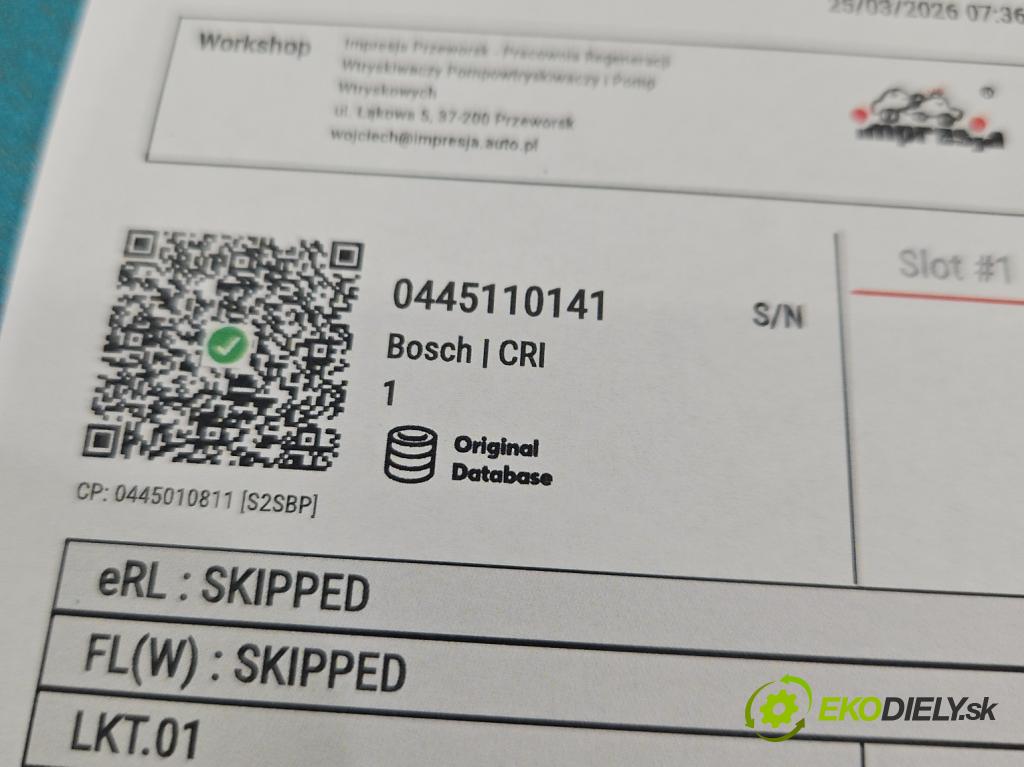 25/03/2026 07:36
Workshop
Impresja Przeworsk - Pracownia Regeneracji
Wtryskiwaczy Pompowtryskiwaczy i Pomp
Wtryskowych
ul. Łąkowa 5, 37-200 Przeworsk
wojciech@impresja.auto.pl
impresja
0445110141
Bosch | CRI
1
S/N
Slot #1
Original
Database
CP: 0445010811 [S2SBP]
eRL : SKIPPED
FL(W) : SKIPPED
LKT.01
EKODIELY.sk